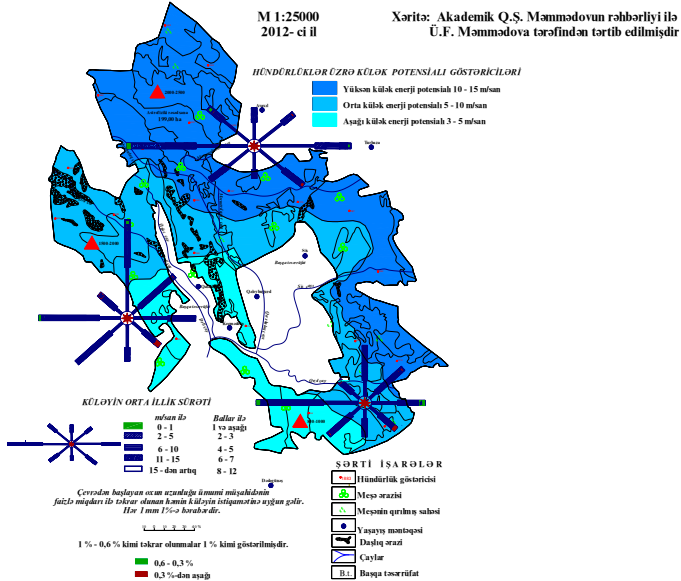 M 1:25000
2012- ci il
Xəritə: Akademik Q.Ş. Məmmədovun rəhbərliyi ilə
Ü.F. Məmmədova tərəfindən tərtib edilmişdir
HÜNDÜRLÜKLƏR ÜZRƏ KÜLƏK POTENSİALI GÖSTƏRİCİLƏRİ
Yüksən külək enerji potensialı 10 - 15 m/san
Orta külək enerji potensialı 5 - 10 m/san
Aşağı külək enerji potensialı 3 - 5 m/san
199,00 ha
KÜLƏYİN ORTA İLLİK SÜRƏTİ
m/san ilə
Ballar ilə
0 - 1
1 və aşağı
2 - 5
2 - 3
6 - 10
4 - 5
11 - 15
6 - 7
15 - dən artıq
8 - 12
Çevrədən başlayan oxun uzunluğu ümumi müşahidənin
faizlə miqdarı ilə təkrar olunan həmin küləyin istiqamətinə uyğun gəlir.
Hər 1 mm 1%-ə bərabərdir.
1 % - 0,6 % kimi təkrar olunmalar 1 % kimi göstərilmişdir.
0,6 - 0,3 %
0,3 %-dən aşağı
ŞƏRTİ İŞARƏLƏR
Hündürlük göstəricisi
Meşə ərazisi
Meşənin qırılmış sahəsi
Yaşayış məntəqəsi
Daşlıq ərazi
Çaylar
B.t.
Başqa təsərrüfat